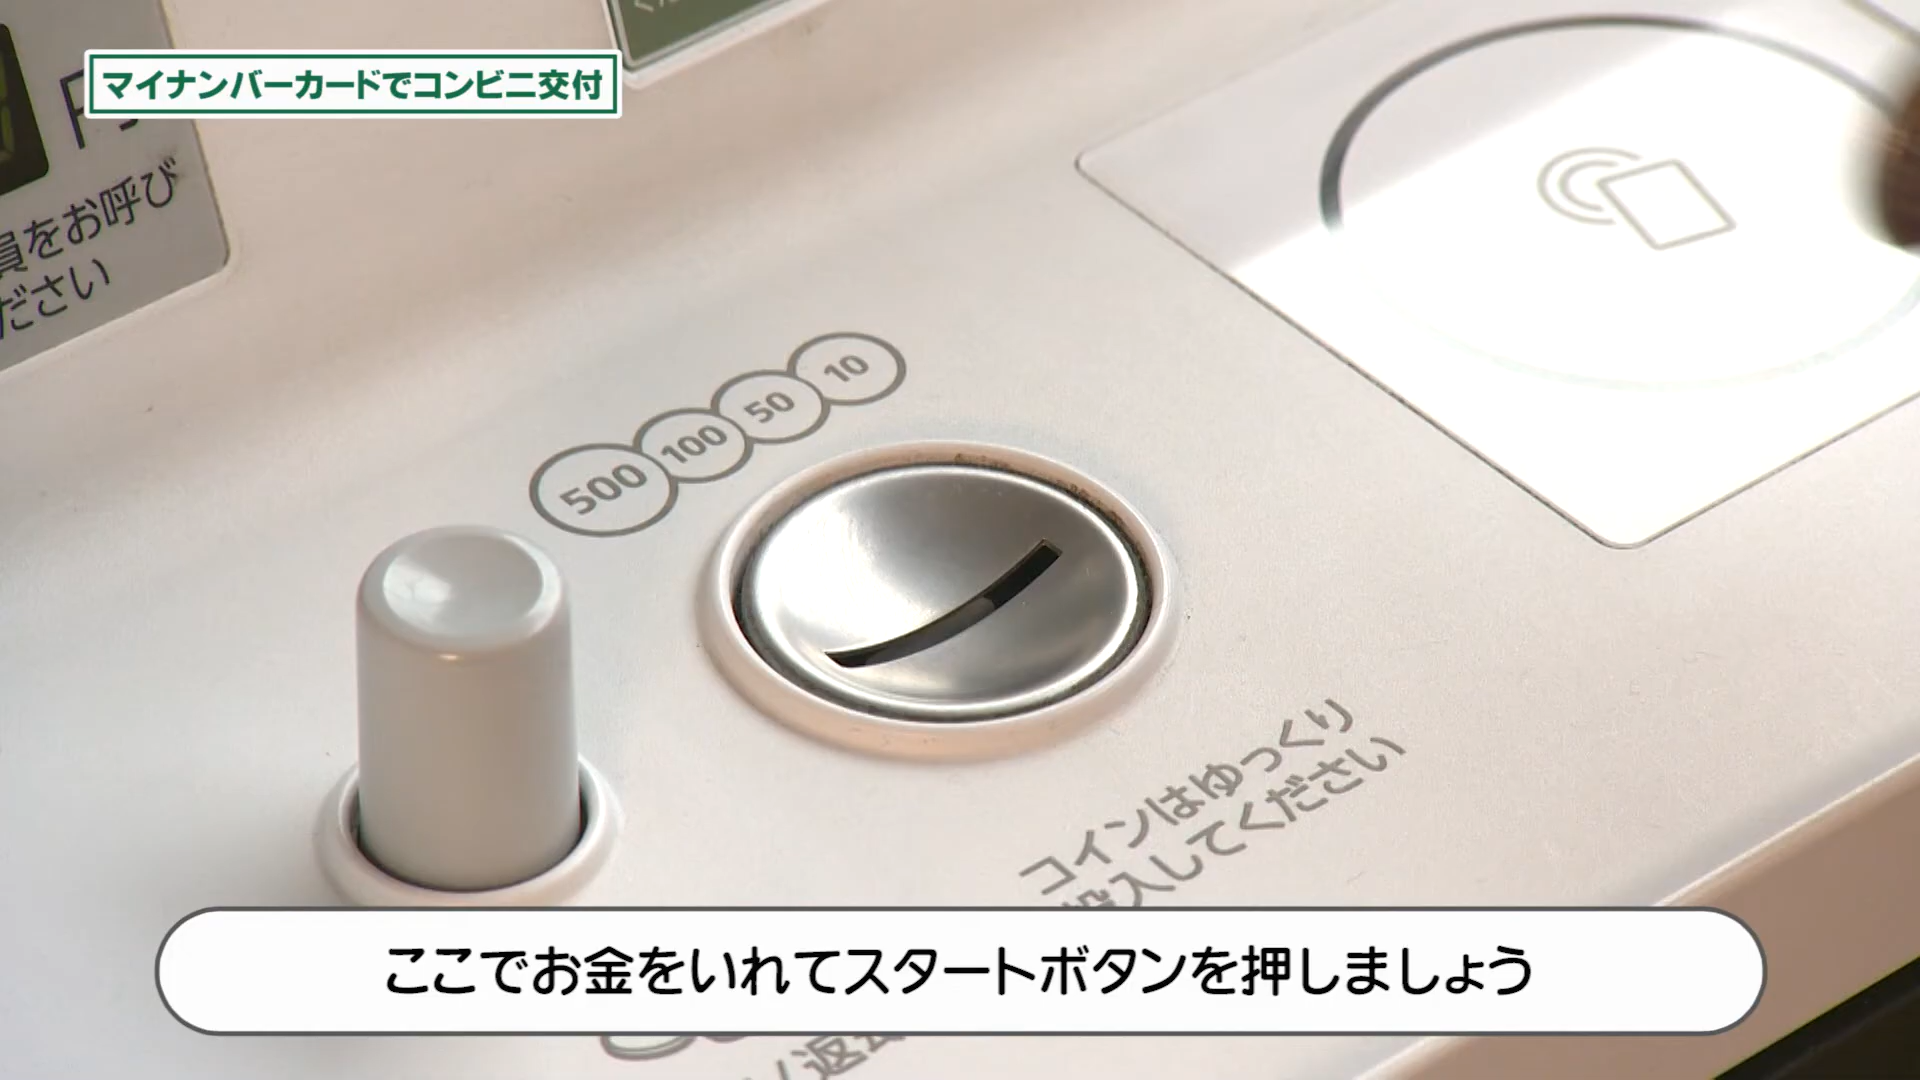 マイナンバーカードでコンビニ交付
円
員をお呼び
ださい
10
50
100
500
コインはゆっくり
投入してください
ここでお金をいれてスタートボタンを押しましょう